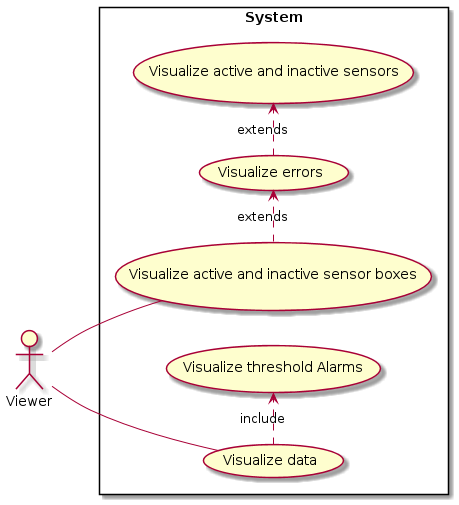 System
Visualize active and inactive sensors
extends
Visualize errors
extends
Visualize active and inactive sensor boxes
Visualize threshold Alarms
Viewer
include
Visualize data